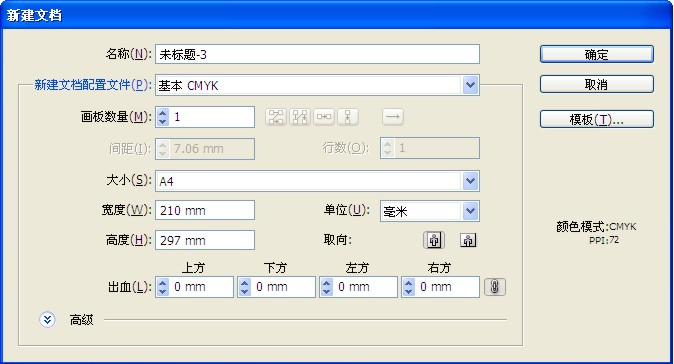 新建文档
名称(N): 未标题-3
确定
新建文档配置文件(P): 基本 CMYK
取消
画板数量(M): 1
模板(T)...
间距(I): 7.06 mm 行数(O): 1
大小(S): A4
宽度(W): 210 mm 单位(U): 毫米
颜色模式:CMYK
PPI:72
高度(H): 297 mm 取向:
上方 下方 左方 右方
出血(L): 0 mm 0 mm 0 mm 0 mm
高级